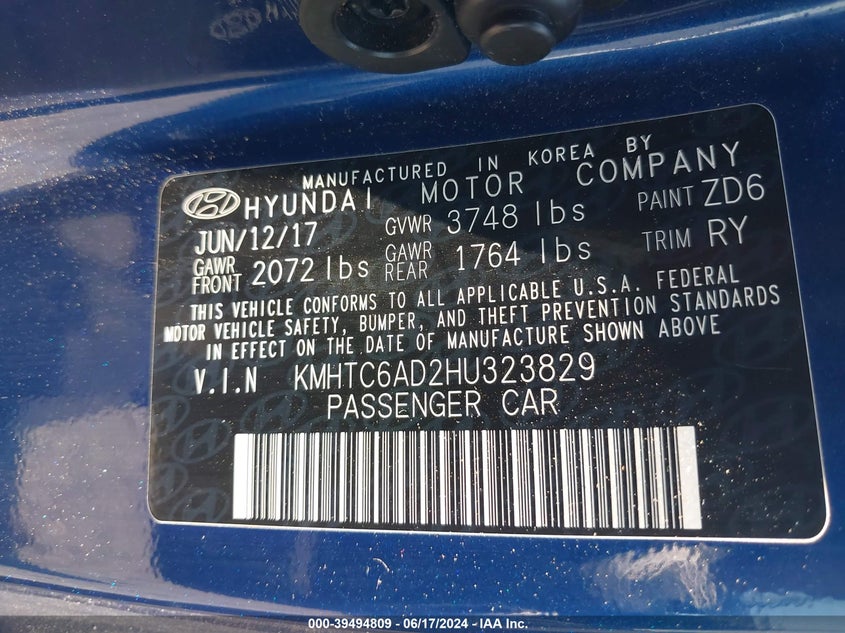 MANUFACTURED IN KOREA BY
HYUNDAI MOTOR COMPANY
JUN/12/17 GVWR 3748 lbs PAINT ZD6
GAWR FRONT 2072 lbs GAWR REAR 1764 lbs TRIM RY
THIS VEHICLE CONFORMS TO ALL APPLICABLE U.S.A. FEDERAL
MOTOR VEHICLE SAFETY, BUMPER, AND THEFT PREVENTION STANDARDS
IN EFFECT ON THE DATE OF MANUFACTURE SHOWN ABOVE
V.I.N KMHTC6AD2HU323829
PASSENGER CAR
000-39494809 - 06/17/2024 - IAA Inc.